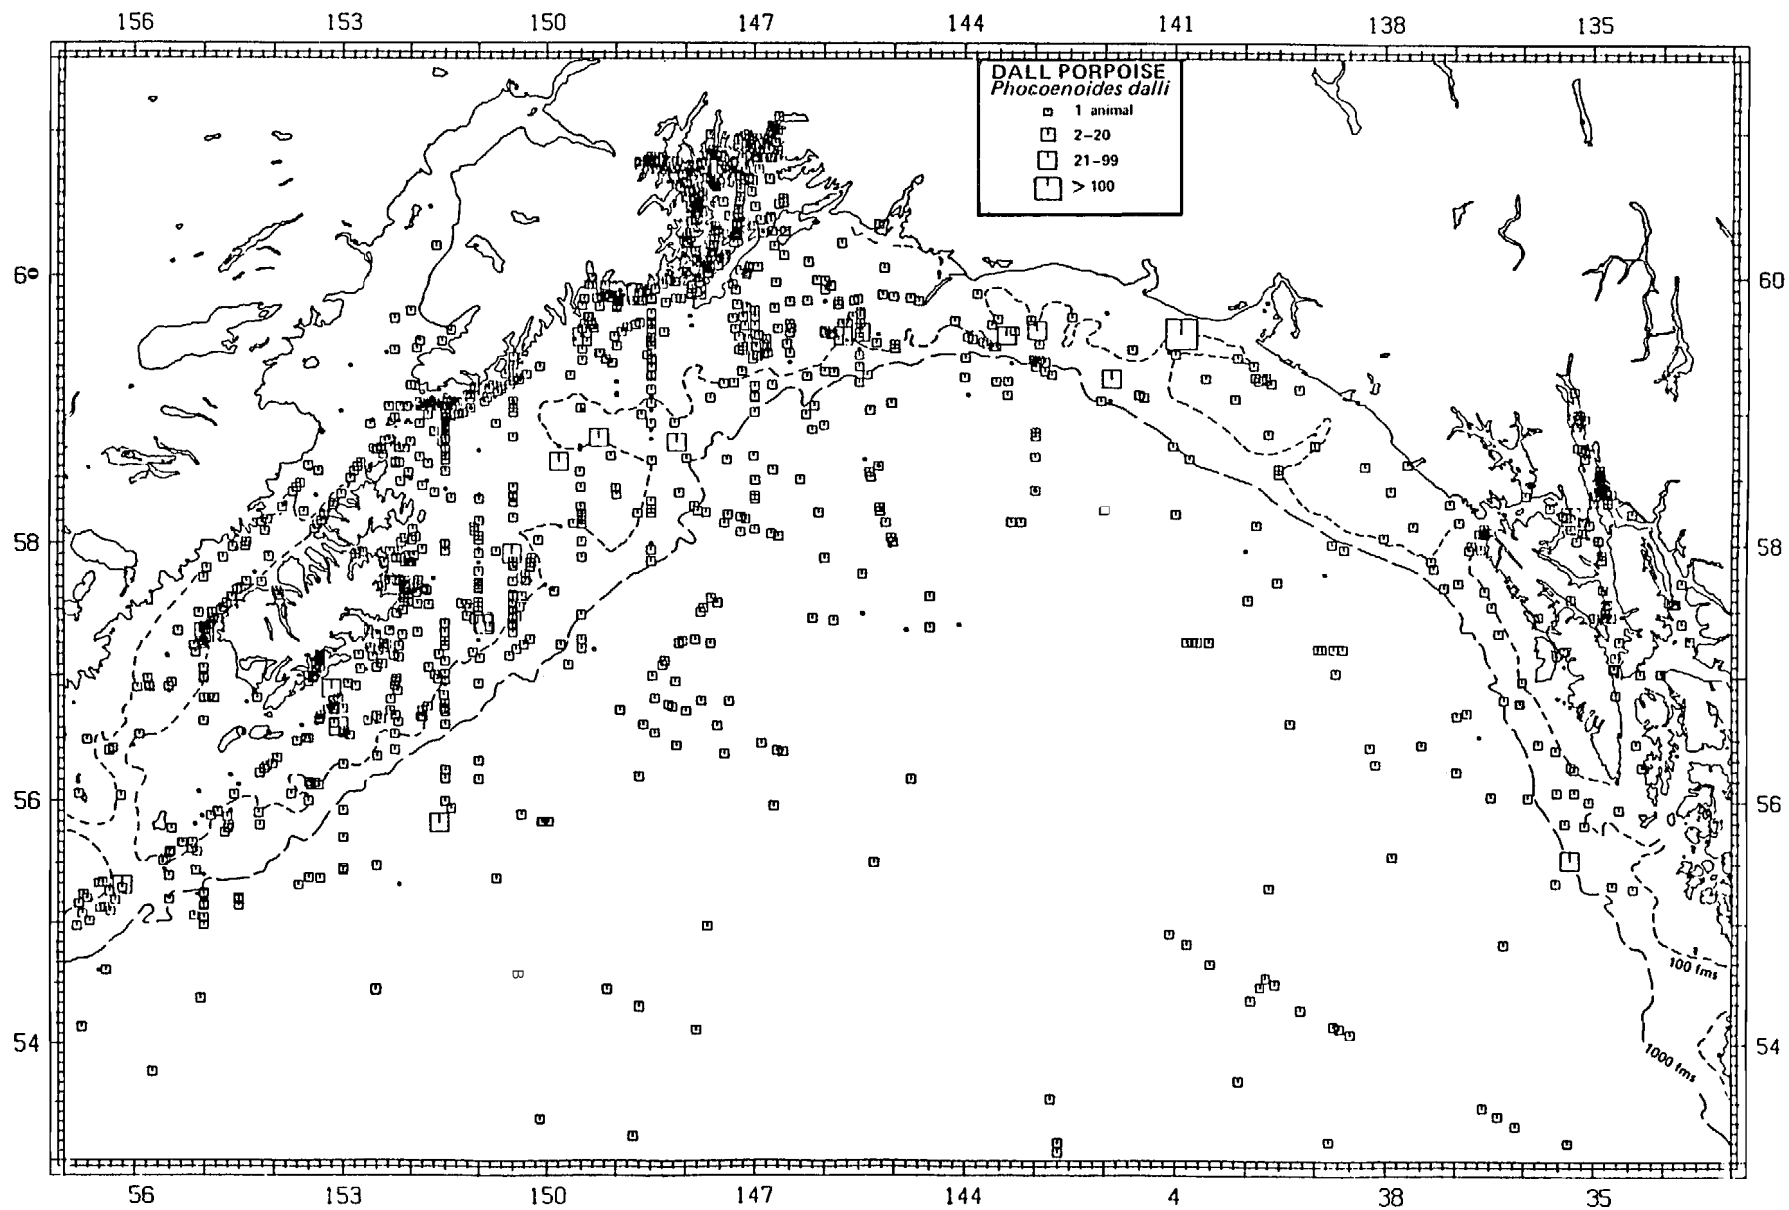 156 153 150 147 144 141 138 135
DALL PORPOISE
Phocoenoides dalli
1 animal
2-20
21-99
> 100
6º 60
58 58
56 56
100 fms
54 54
1000 fms
56 153 150 147 144 4 38 35